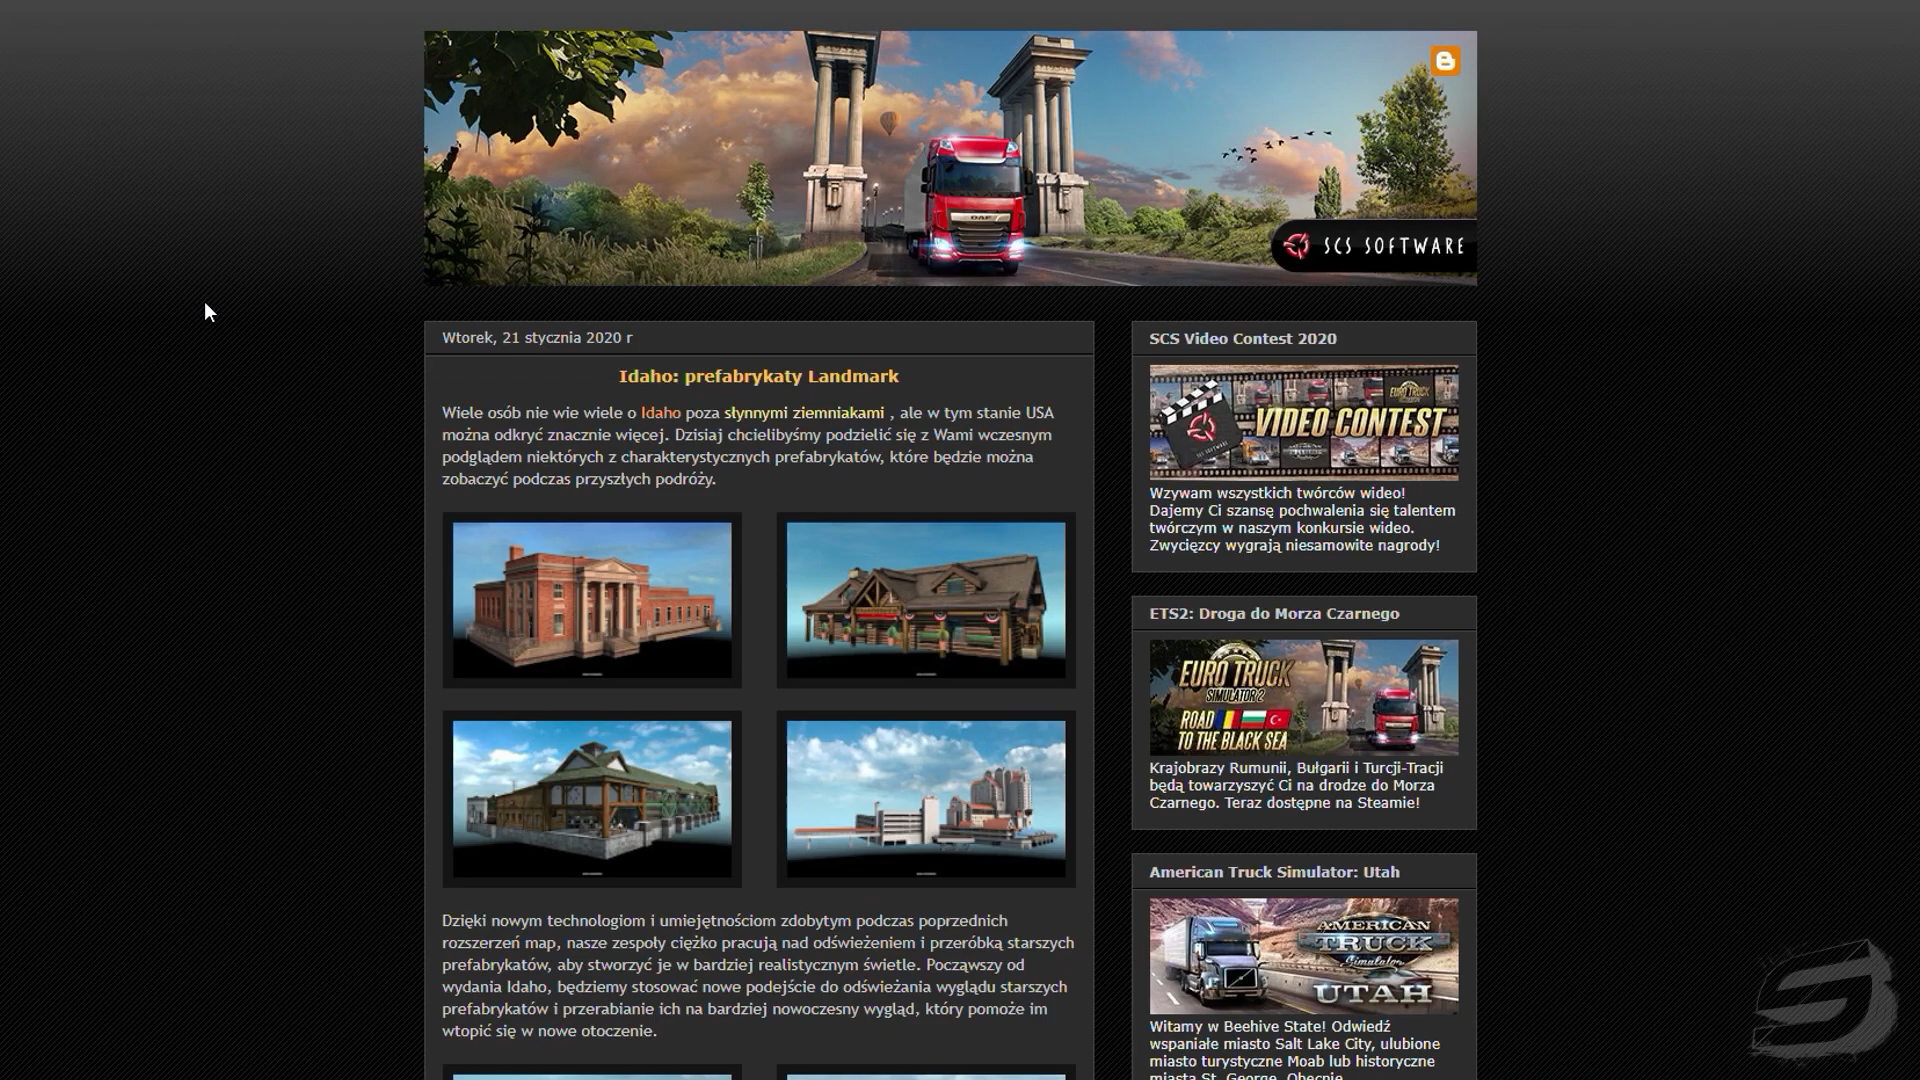 DAF
SCS SOFTWARE
Wtorek, 21 stycznia 2020 r
Idaho: prefabrykaty Landmark
Wiele osób nie wie wiele o Idaho poza słynnymi ziemniakami , ale w tym stanie USA
można odkryć znacznie więcej. Dzisiaj chcielibyśmy podzielić się z Wami wczesnym
podglądem niektórych z charakterystycznych prefabrykatów, które będzie można
zobaczyć podczas przyszłych podróży.
Dzięki nowym technologiom i umiejętnościom zdobytym podczas poprzednich
rozszerzeń map, nasze zespoły ciężko pracują nad odświeżeniem i przeróbką starszych
prefabrykatów, aby stworzyć je w bardziej realistycznym świetle. Począwszy od
wydania Idaho, będziemy stosować nowe podejście do odświeżania wyglądu starszych
prefabrykatów i przerabianie ich na bardziej nowoczesny wygląd, który pomoże im
wtopić się w nowe otoczenie.
SCS Video Contest 2020
VIDEO CONTEST
Wzywam wszystkich twórców wideo!
Dajemy Ci szansę pochwalenia się talentem
twórczym w naszym konkursie wideo.
Zwycięzcy wygrają niesamowite nagrody!
ETS2: Droga do Morza Czarnego
EURO TRUCK
SIMULATOR 2
ROAD
TO THE BLACK SEA
Krajobrazy Rumunii, Bułgarii i Turcji-Tracji
będą towarzyszyć Ci na drodze do Morza
Czarnego. Teraz dostępne na Steamie!
American Truck Simulator: Utah
AMERICAN
TRUCK
Simulator
UTAH
Witamy w Beehive State! Odwiedź
wspaniałe miasto Salt Lake City, ulubione
miasto turystyczne Moab lub historyczne
miasta St. George. Obecnie